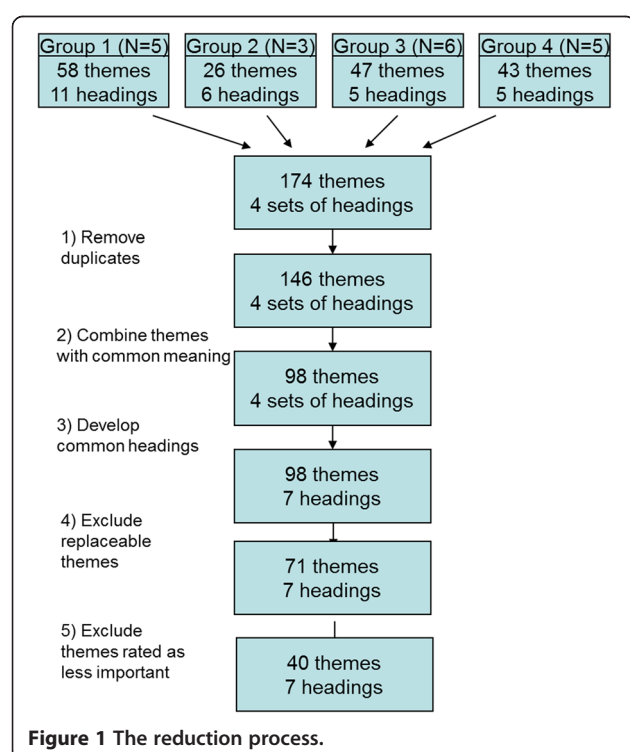 Group 1 (N=5)
58 themes
11 headings
Group 2 (N=3)
26 themes
6 headings
Group 3 (N=6)
47 themes
5 headings
Group 4 (N=5)
43 themes
5 headings
174 themes
4 sets of headings
1) Remove
duplicates
146 themes
4 sets of headings
2) Combine themes
with common meaning
98 themes
4 sets of headings
3) Develop
common headings
98 themes
7 headings
4) Exclude
replaceable
themes
71 themes
7 headings
5) Exclude
themes rated as
less important
40 themes
7 headings
Figure 1 The reduction process.